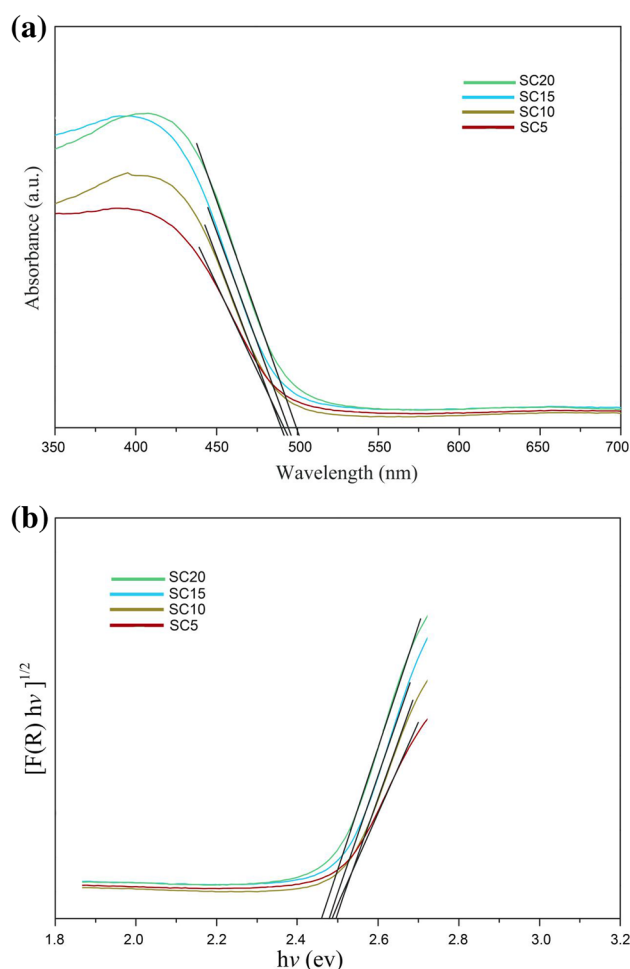 (a)
SC20
SC15
SC10
SC5
Absorbance (a.u.)
350 400 450 500 550 600 650 700
Wavelength (nm)
(b)
SC20
SC15
SC10
SC5
[F(R) hν ]1/2
1.8 2.0 2.2 2.4 2.6 2.8 3.0 3.2
hν (ev)